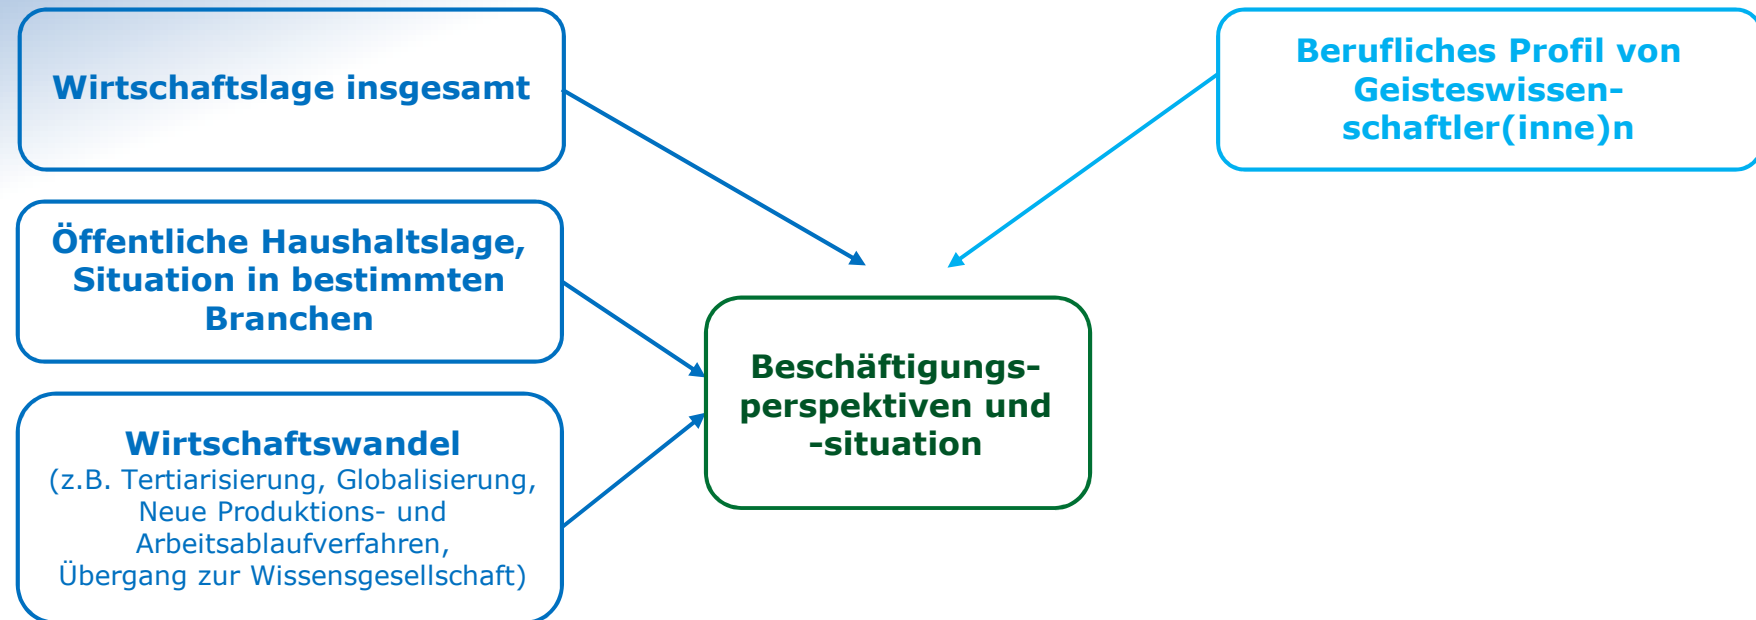 Wirtschaftslage insgesamt
Berufliches Profil von
Geisteswissen-
schaftler(inne)n
Öffentliche Haushaltslage,
Situation in bestimmten
Branchen
Beschäftigungs-
perspektiven und
-situation
Wirtschaftswandel
(z.B. Tertiarisierung, Globalisierung,
Neue Produktions- und
Arbeitsablaufverfahren,
Übergang zur Wissensgesellschaft)